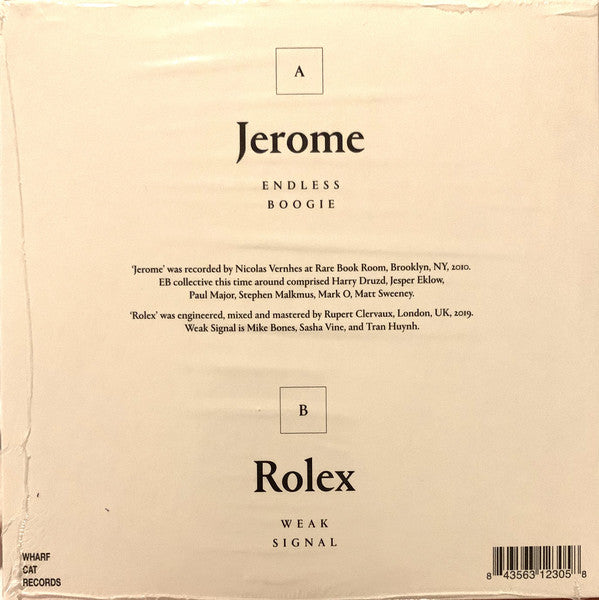 A
Jerome
ENDLESS
BOOGIE
'Jerome' was recorded by Nicolas Vernhes at Rare Book Room, Brooklyn, NY, 2010.
EB collective this time around comprised Harry Druzd, Jesper Eklow,
Paul Major, Stephen Malkmus, Mark O, Matt Sweeney.
'Rolex' was engineered, mixed and mastered by Rupert Clervaux, London, UK, 2019.
Weak Signal is Mike Bones, Sasha Vine, and Tran Huynh.
B
Rolex
WEAK
SIGNAL
WHARF
CAT
RECORDS
8 43563 12305 8